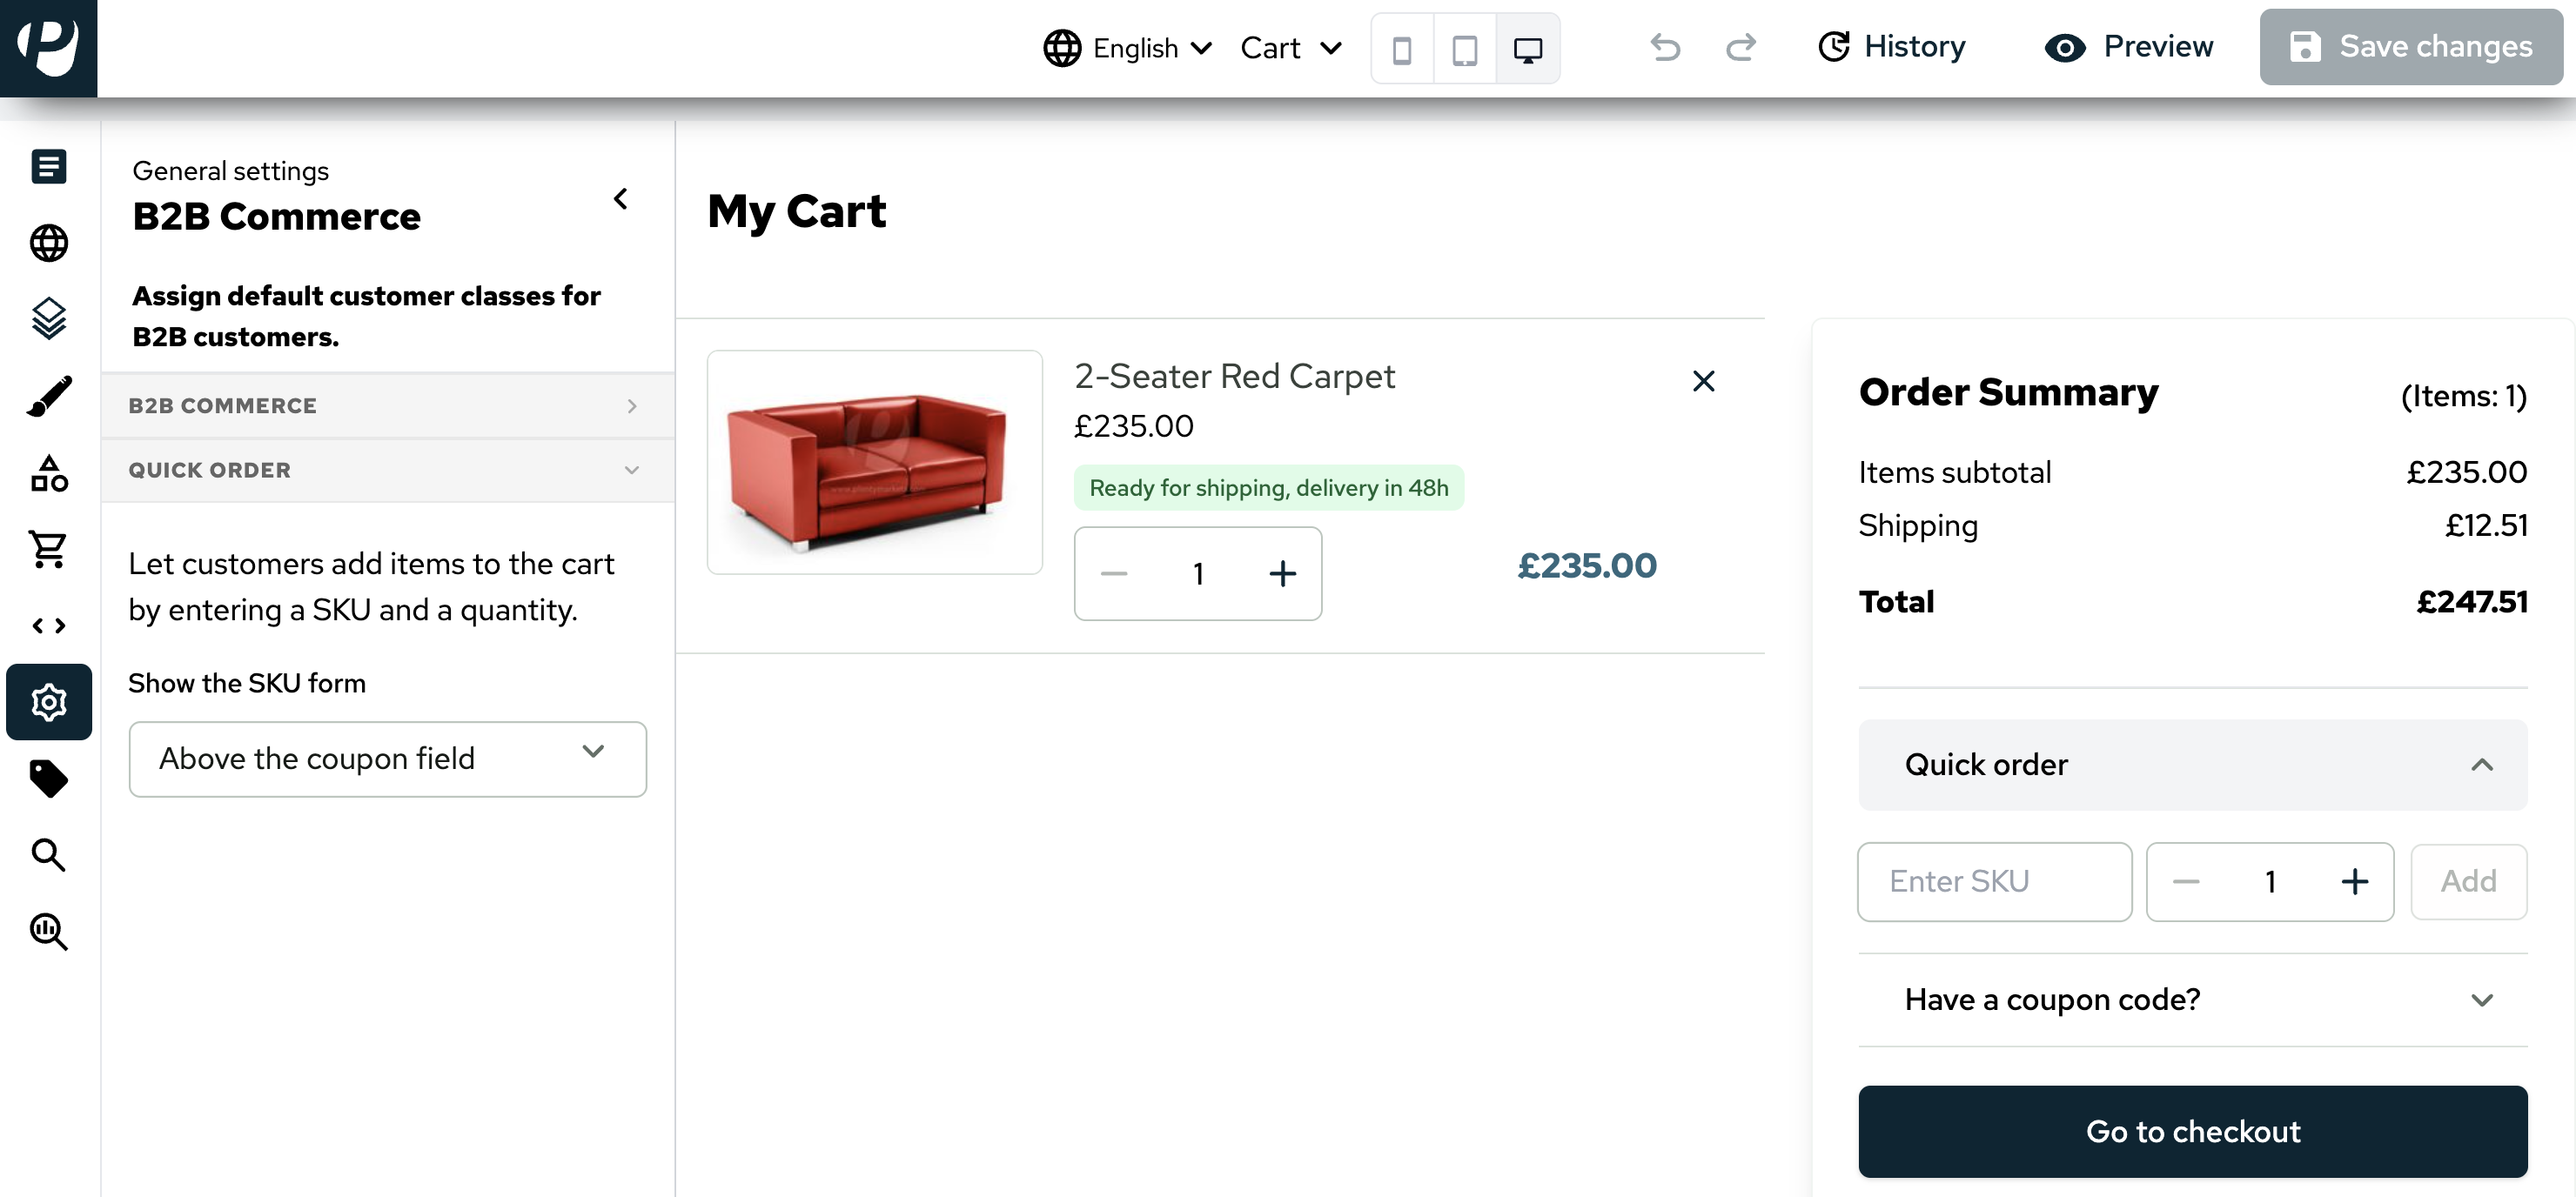 English
Cart
History
Preview
Save changes
General settings
B2B Commerce
Assign default customer classes for
B2B customers.
B2B COMMERCE
QUICK ORDER
Let customers add items to the cart
by entering a SKU and a quantity.
Show the SKU form
Above the coupon field
My Cart
2-Seater Red Carpet
£235.00
Ready for shipping, delivery in 48h
1
£235.00
Order Summary
(Items: 1)
Items subtotal
£235.00
Shipping
£12.51
Total
£247.51
Quick order
Enter SKU
1
Add
Have a coupon code?
Go to checkout